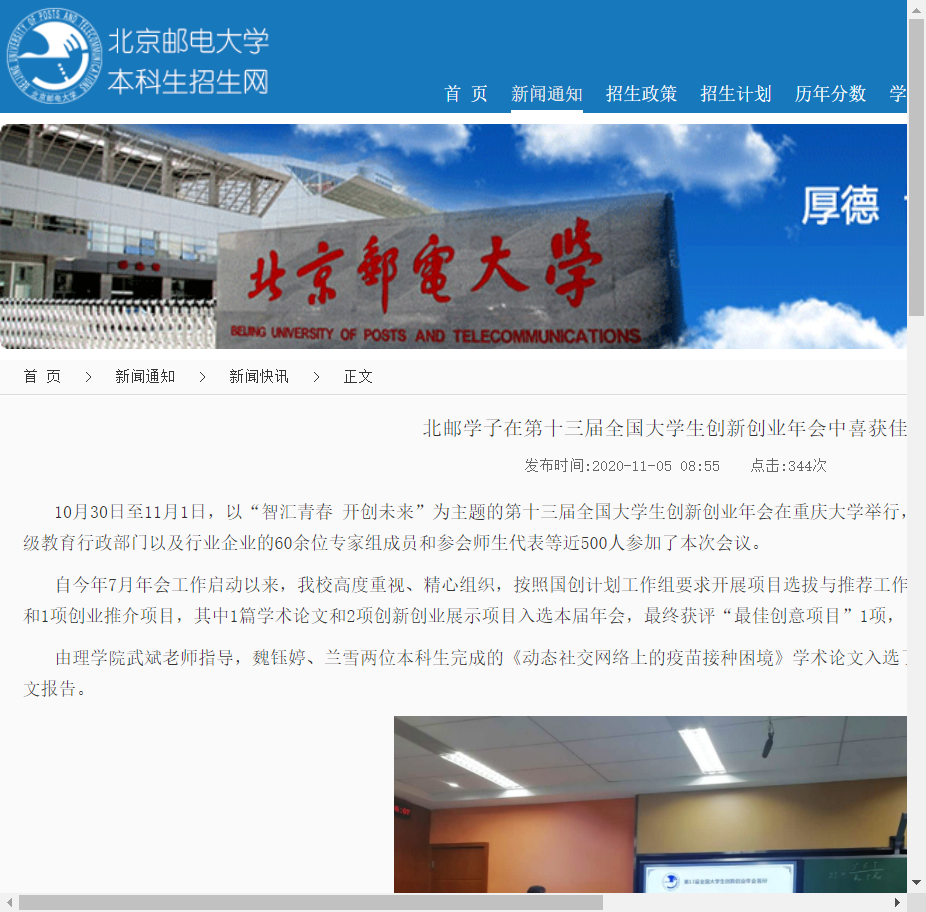 北京邮电大学
本科生招生网
首 页 新闻通知 招生政策 招生计划 历年分数 学
厚德
北京郵電大學
BEIJING UNIVERSITY OF POSTS AND TELECOMMUNICATIONS
首 页 > 新闻通知 > 新闻快讯 > 正文
北邮学子在第十三届全国大学生创新创业年会中喜获佳
发布时间:2020-11-05 08:55 点击:344次
10月30日至11月1日，以“智汇青春 开创未来”为主题的第十三届全国大学生创新创业年会在重庆大学举行，
级教育行政部门以及行业企业的60余位专家组成员和参会师生代表等近500人参加了本次会议。
自今年7月年会工作启动以来，我校高度重视、精心组织，按照国创计划工作组要求开展项目选拔与推荐工作
和1项创业推介项目，其中1篇学术论文和2项创新创业展示项目入选本届年会，最终获评“最佳创意项目”1项，
由理学院武斌老师指导，魏钰婷、兰雪两位本科生完成的《动态社交网络上的疫苗接种困境》学术论文入选了
文报告。
第13届全国大学生创新创业年会